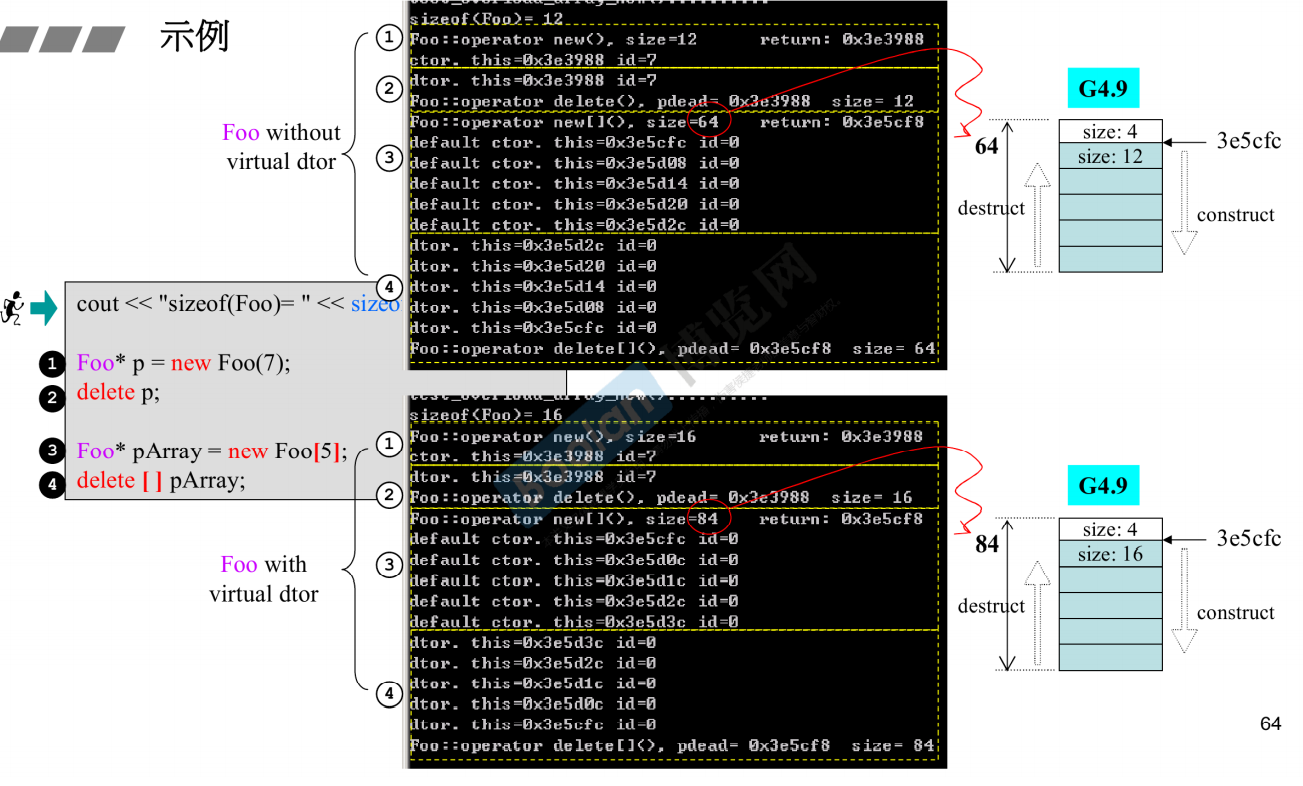 示例
Foo without
virtual dtor
cout << "sizeof(Foo)= " << sizeo
1 Foo* p = new Foo(7);
2 delete p;
3 Foo* pArray = new Foo[5];
4 delete [ ] pArray;
Foo with
virtual dtor
test_overload_array_new()..........
sizeof(Foo)= 12
1 Foo::operator new(), size=12 return: 0x3e3988
ctor. this=0x3e3988 id=7
dtor. this=0x3e3988 id=7
2 Foo::operator delete(), pdead= 0x3e3988 size= 12
Foo::operator new[](), size=64 return: 0x3e5cf8
default ctor. this=0x3e5cfc id=0
3 default ctor. this=0x3e5d08 id=0
default ctor. this=0x3e5d14 id=0
default ctor. this=0x3e5d20 id=0
default ctor. this=0x3e5d2c id=0
dtor. this=0x3e5d2c id=0
dtor. this=0x3e5d20 id=0
4 dtor. this=0x3e5d14 id=0
dtor. this=0x3e5d08 id=0
dtor. this=0x3e5cfc id=0
Foo::operator delete[](), pdead= 0x3e5cf8 size= 64
G4.9
64
size: 4
3e5cfc
size: 12
destruct
construct
test_overload_array_new()..........
sizeof(Foo)= 16
1 Foo::operator new(), size=16 return: 0x3e3988
ctor. this=0x3e3988 id=7
dtor. this=0x3e3988 id=7
2 Foo::operator delete(), pdead= 0x3e3988 size= 16
Foo::operator new[](), size=84 return: 0x3e5cf8
default ctor. this=0x3e5cfc id=0
3 default ctor. this=0x3e5d0c id=0
default ctor. this=0x3e5d1c id=0
default ctor. this=0x3e5d2c id=0
default ctor. this=0x3e5d3c id=0
dtor. this=0x3e5d3c id=0
dtor. this=0x3e5d2c id=0
4 dtor. this=0x3e5d1c id=0
dtor. this=0x3e5d0c id=0
dtor. this=0x3e5cfc id=0
Foo::operator delete[](), pdead= 0x3e5cf8 size= 84
G4.9
84
size: 4
3e5cfc
size: 16
destruct
construct
Boolan
博览网
64